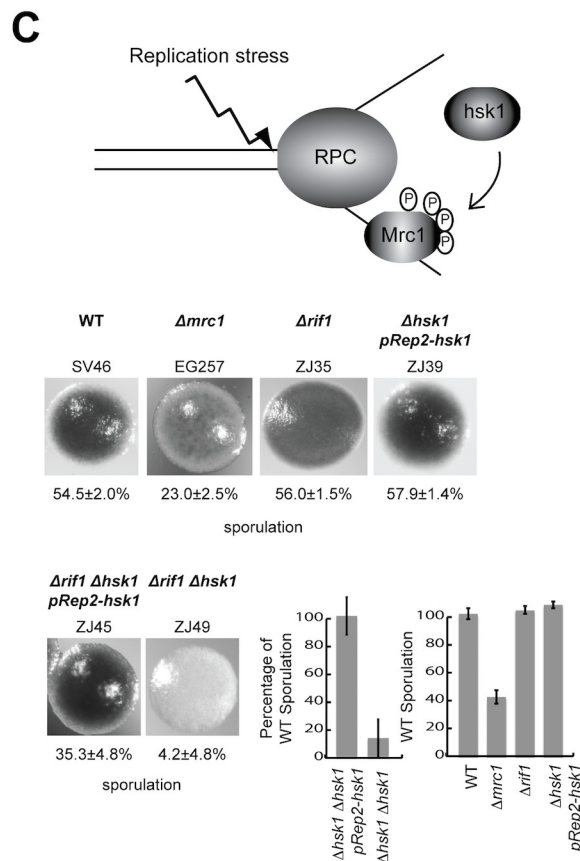 C
Replication stress
RPC
hsk1
P P P P
Mrc1
WT Δmrc1 Δrif1 Δhsk1
pRep2-hsk1
SV46 EG257 ZJ35 ZJ39
54.5±2.0% 23.0±2.5% 56.0±1.5% 57.9±1.4%
sporulation
Δrif1 Δhsk1 Δrif1 Δhsk1
pRep2-hsk1
ZJ45 ZJ49
35.3±4.8% 4.2±4.8%
sporulation
Percentage of
WT Sporulation
100
80
60
40
20
0
Δhsk1 Δhsk1
pRep2-hsk1
Δhsk1 Δhsk1
WT Sporulation
100
80
60
40
20
0
WT
Δmrc1
Δrif1
Δhsk1
pRep2-hsk1